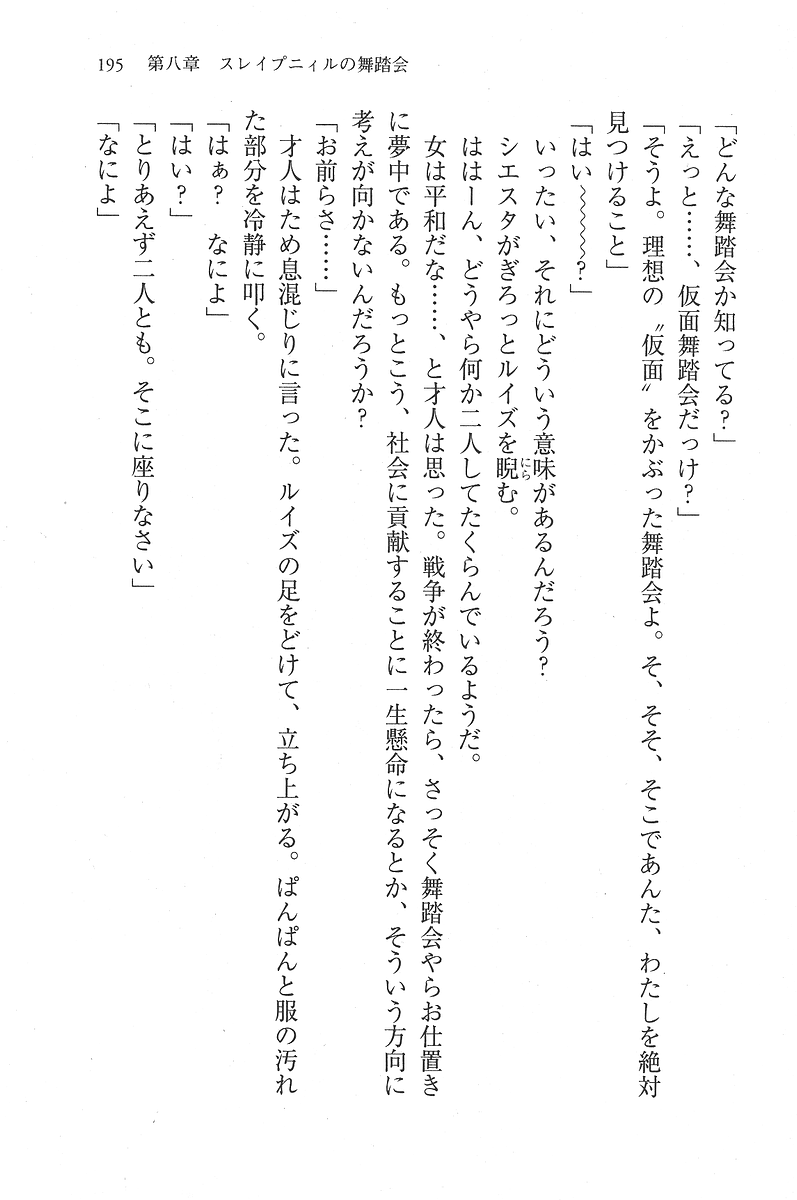 195　第八章　スレイプニィルの舞踏会
「どんな舞踏会か知ってる？」
「えっと……、仮面舞踏会だっけ？」
「そうよ。理想の〝仮面〟をかぶった舞踏会よ。そ、そそ、そこであんた、わたしを絶対
見つけること」
「はい～～～～？」
いったい、それにどういう意味があるんだろう？
シエスタがぎろっとルイズを睨む。
にら
ははーん、どうやら何か二人してたくらんでいるようだ。
女は平和だな……、と才人は思った。戦争が終わったら、さっそく舞踏会やらお仕置き
に夢中である。もっとこう、社会に貢献することに一生懸命になるとか、そういう方向に
考えが向かないんだろうか？
「お前らさ……」
才人はため息混じりに言った。ルイズの足をどけて、立ち上がる。ぱんぱんと服の汚れ
た部分を冷静に叩く。
「はぁ？　なによ」
「はい？」
「とりあえず二人とも。そこに座りなさい」
「なによ」